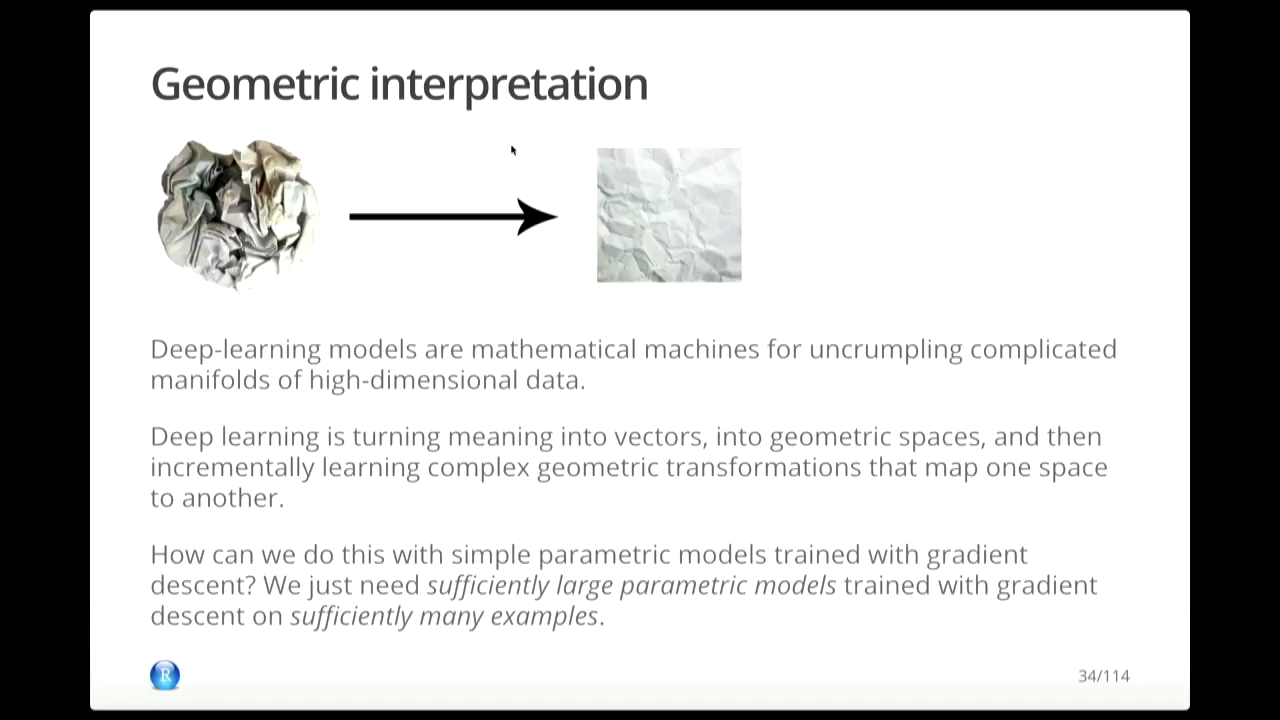 Geometric interpretation
Deep-learning models are mathematical machines for uncrumpling complicated
manifolds of high-dimensional data.
Deep learning is turning meaning into vectors, into geometric spaces, and then
incrementally learning complex geometric transformations that map one space
to another.
How can we do this with simple parametric models trained with gradient
descent? We just need sufficiently large parametric models trained with gradient
descent on sufficiently many examples.
R
34/114